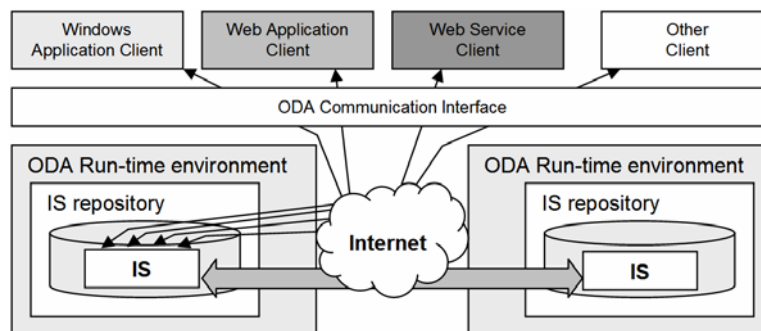 Windows
Application Client
Web Application
Client
Web Service
Client
Other
Client
ODA Communication Interface
ODA Run-time environment
IS repository
IS
Internet
ODA Run-time environment
IS repository
IS